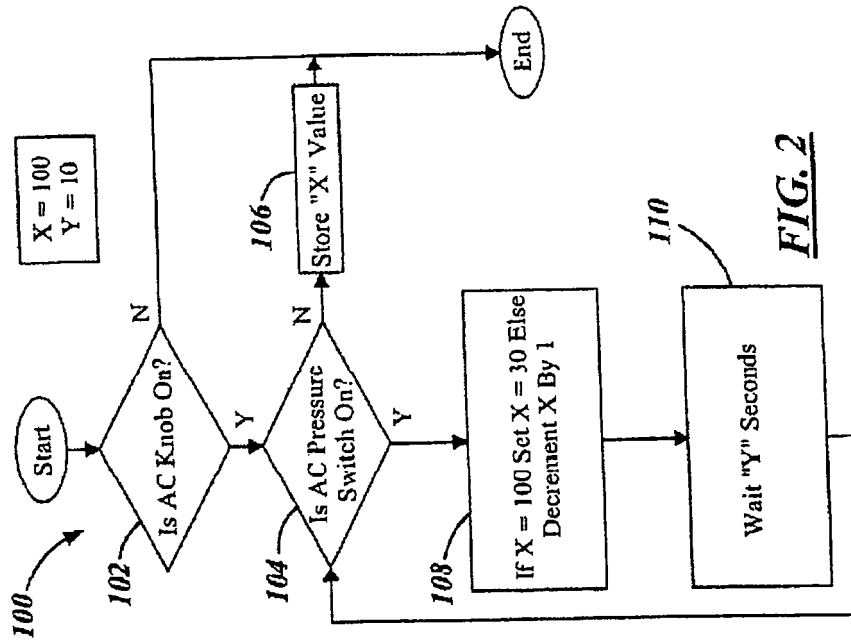 100
Start
X = 100
Y = 10
102
Is AC Knob On?
N
Y
104
Is AC Pressure
Switch On?
N
106
Store "X" Value
End
Y
108
If X = 100 Set X = 30 Else
Decrement X By 1
110
Wait "Y" Seconds
FIG. 2